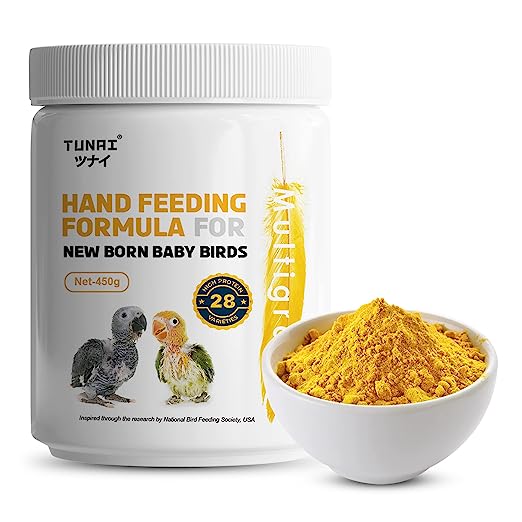 TUNAI®
ツナイ
HAND FEEDING
FORMULA FOR
NEW BORN BABY BIRDS
Net-450g
HIGH PROTEIN
28
VARIETIES
Multigr
Inspired through the research by National Bird Feeding Society, USA